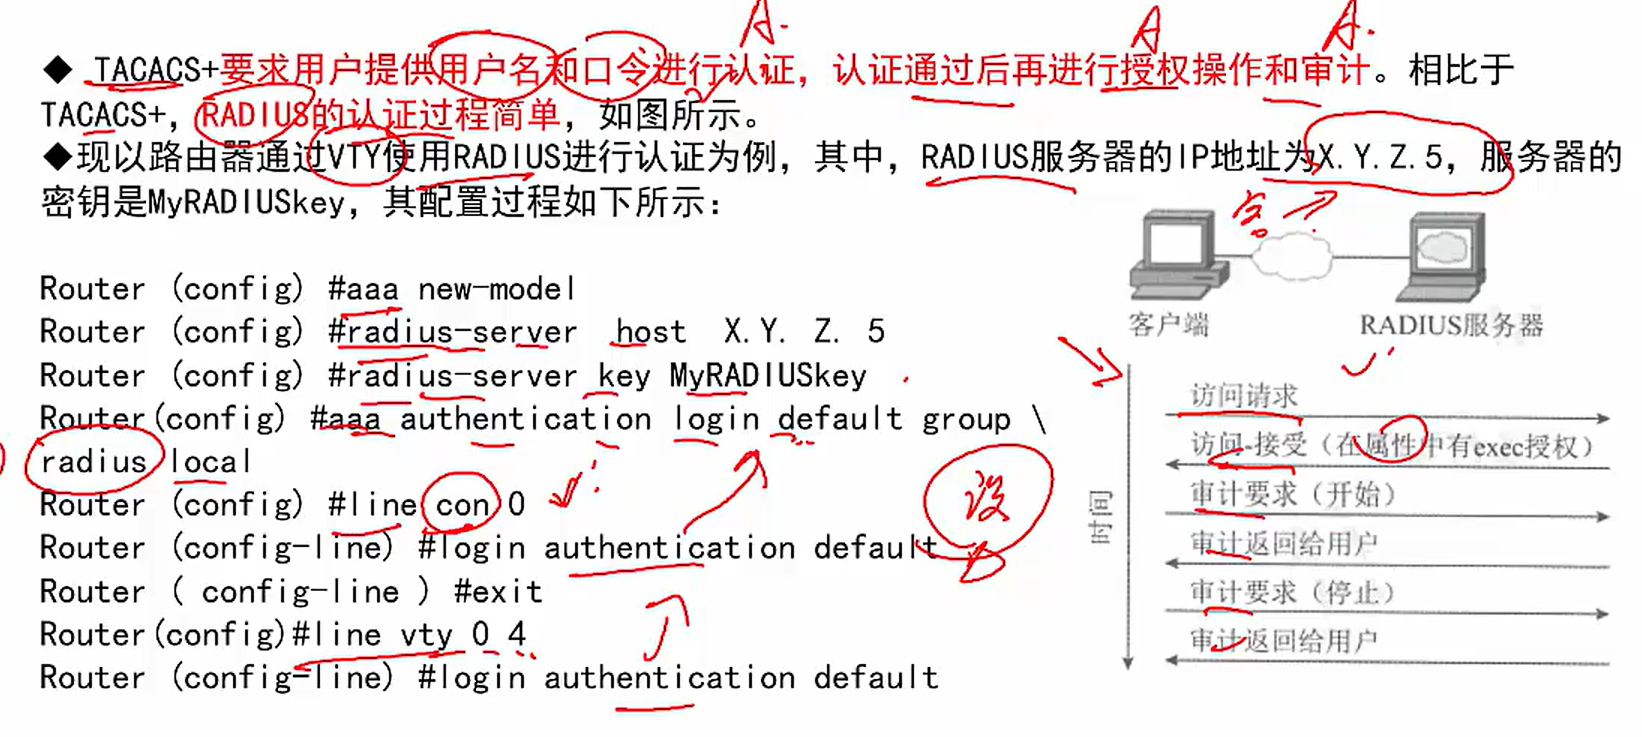 A.
A
A.
◆ TACACS+要求用户提供用户名和口令进行认证，认证通过后再进行授权操作和审计。相比于
TACACS+，RADIUS的认证过程简单，如图所示。
◆现以路由器通过VTY使用RADIUS进行认证为例，其中，RADIUS服务器的IP地址为X.Y.Z.5，服务器的
密钥是MyRADIUSkey，其配置过程如下所示：
Router (config) #aaa new-model
Router (config) #radius-server host X.Y. Z. 5
Router (config) #radius-server key MyRADIUSkey
Router(config) #aaa authentication login default group \
radius local
Router (config) #line con 0
Router (config-line) #login authentication default
Router ( config-line ) #exit
Router(config)#line vty 0 4
Router (config-line) #login authentication default
客户端
RADIUS服务器
时间
访问请求
访问-接受（在属性中有exec授权）
审计要求（开始）
审计返回给用户
审计要求（停止）
审计返回给用户